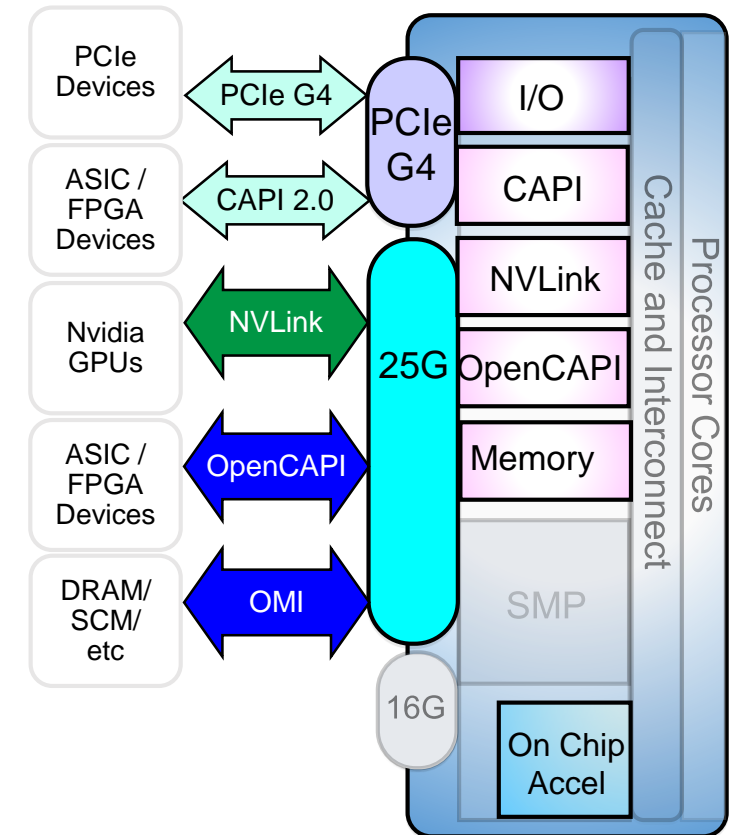 PCIe
Devices
PCIe G4
PCIe
G4
I/O
ASIC /
FPGA
Devices
CAPI 2.0
CAPI
Nvidia
GPUs
NVLink
25G
NVLink
OpenCAPI
ASIC /
FPGA
Devices
OpenCAPI
Memory
DRAM/
SCM/
etc
OMI
SMP
16G
On Chip
Accel
Cache and Interconnect
Processor Cores